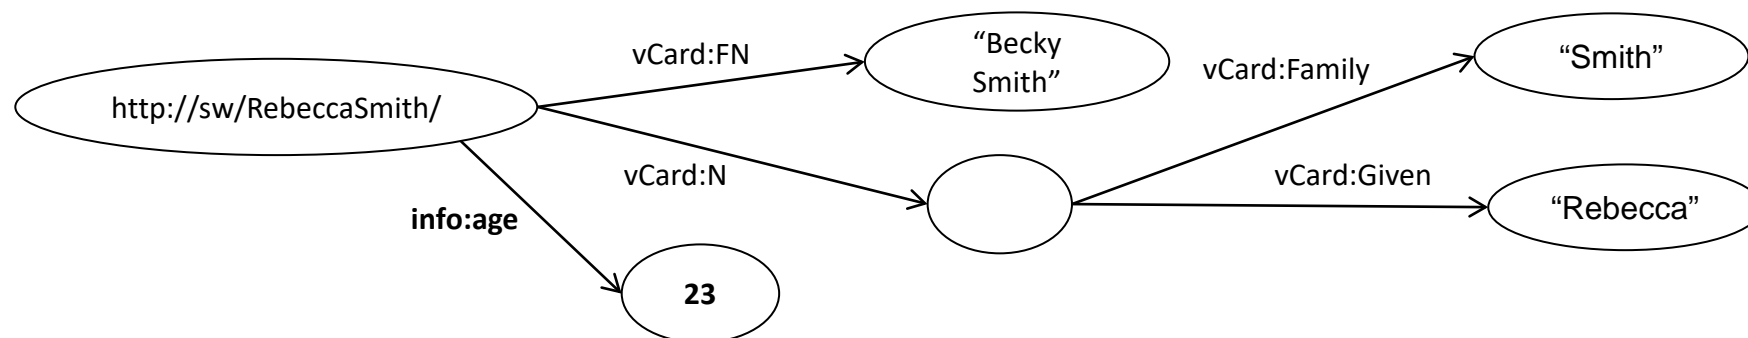 vCard:FN
“Becky
Smith”
vCard:Family
“Smith”
http://sw/RebeccaSmith/
vCard:N
vCard:Given
“Rebecca”
info:age
23